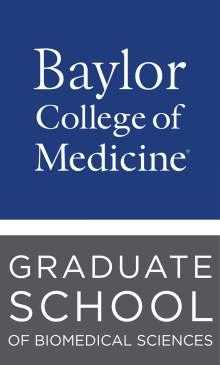 Baylor
College of
Medicine®
GRADUATE
SCHOOL
OF BIOMEDICAL SCIENCES